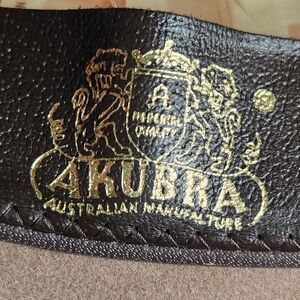 A
IMPERIAL
QUALITY
AKUBRA
AUSTRALIAN MANUFACTURE